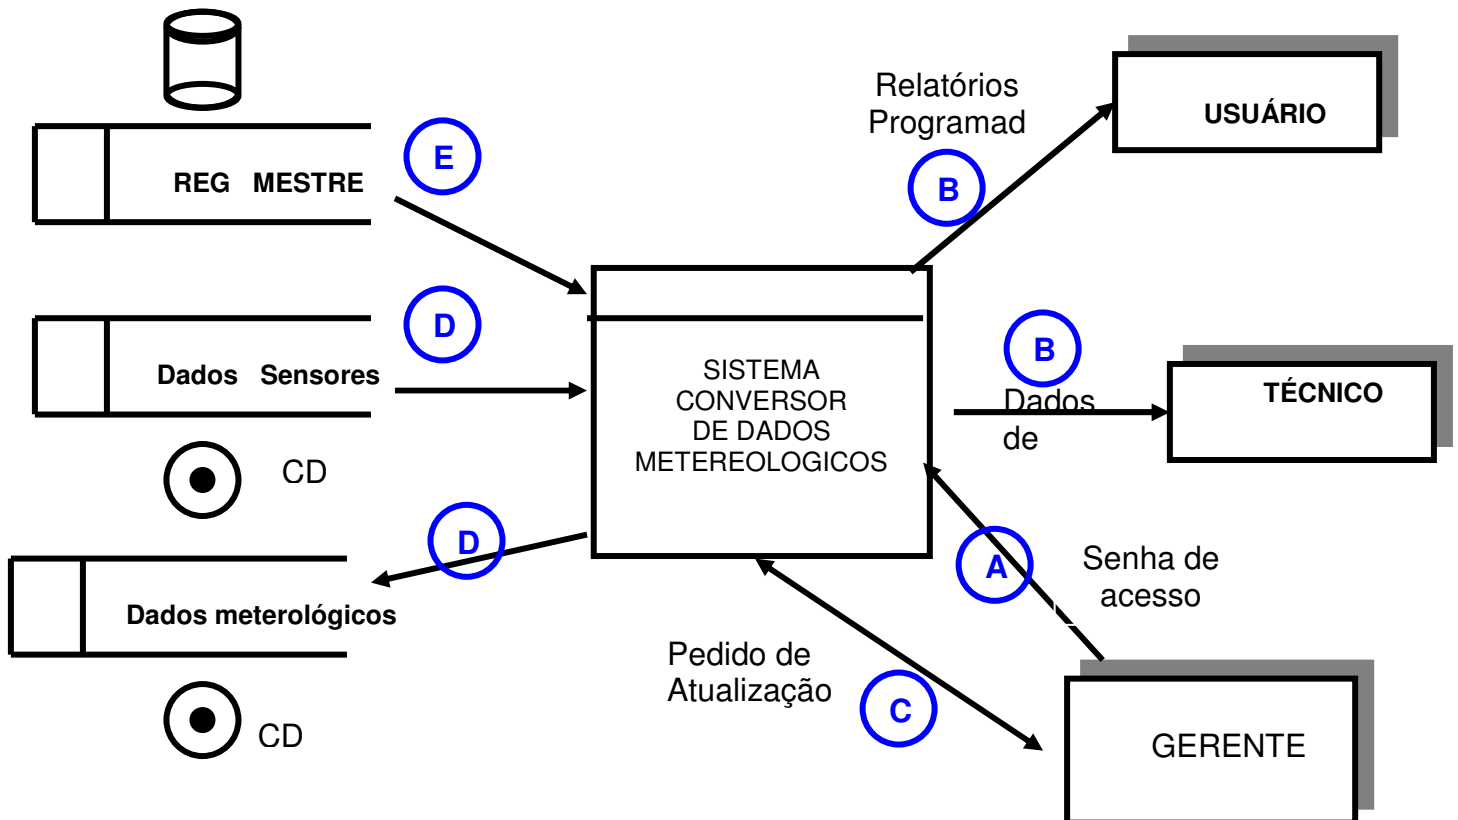 Relatórios
Programad
USUÁRIO
E
B
REG MESTRE
D
B
Dados Sensores
SISTEMA
CONVERSOR
DE DADOS
METEREOLOGICOS
Dados
de
TÉCNICO
CD
D
A
Senha de
acesso
Dados meterológicos
Pedido de
Atualização
C
CD
GERENTE